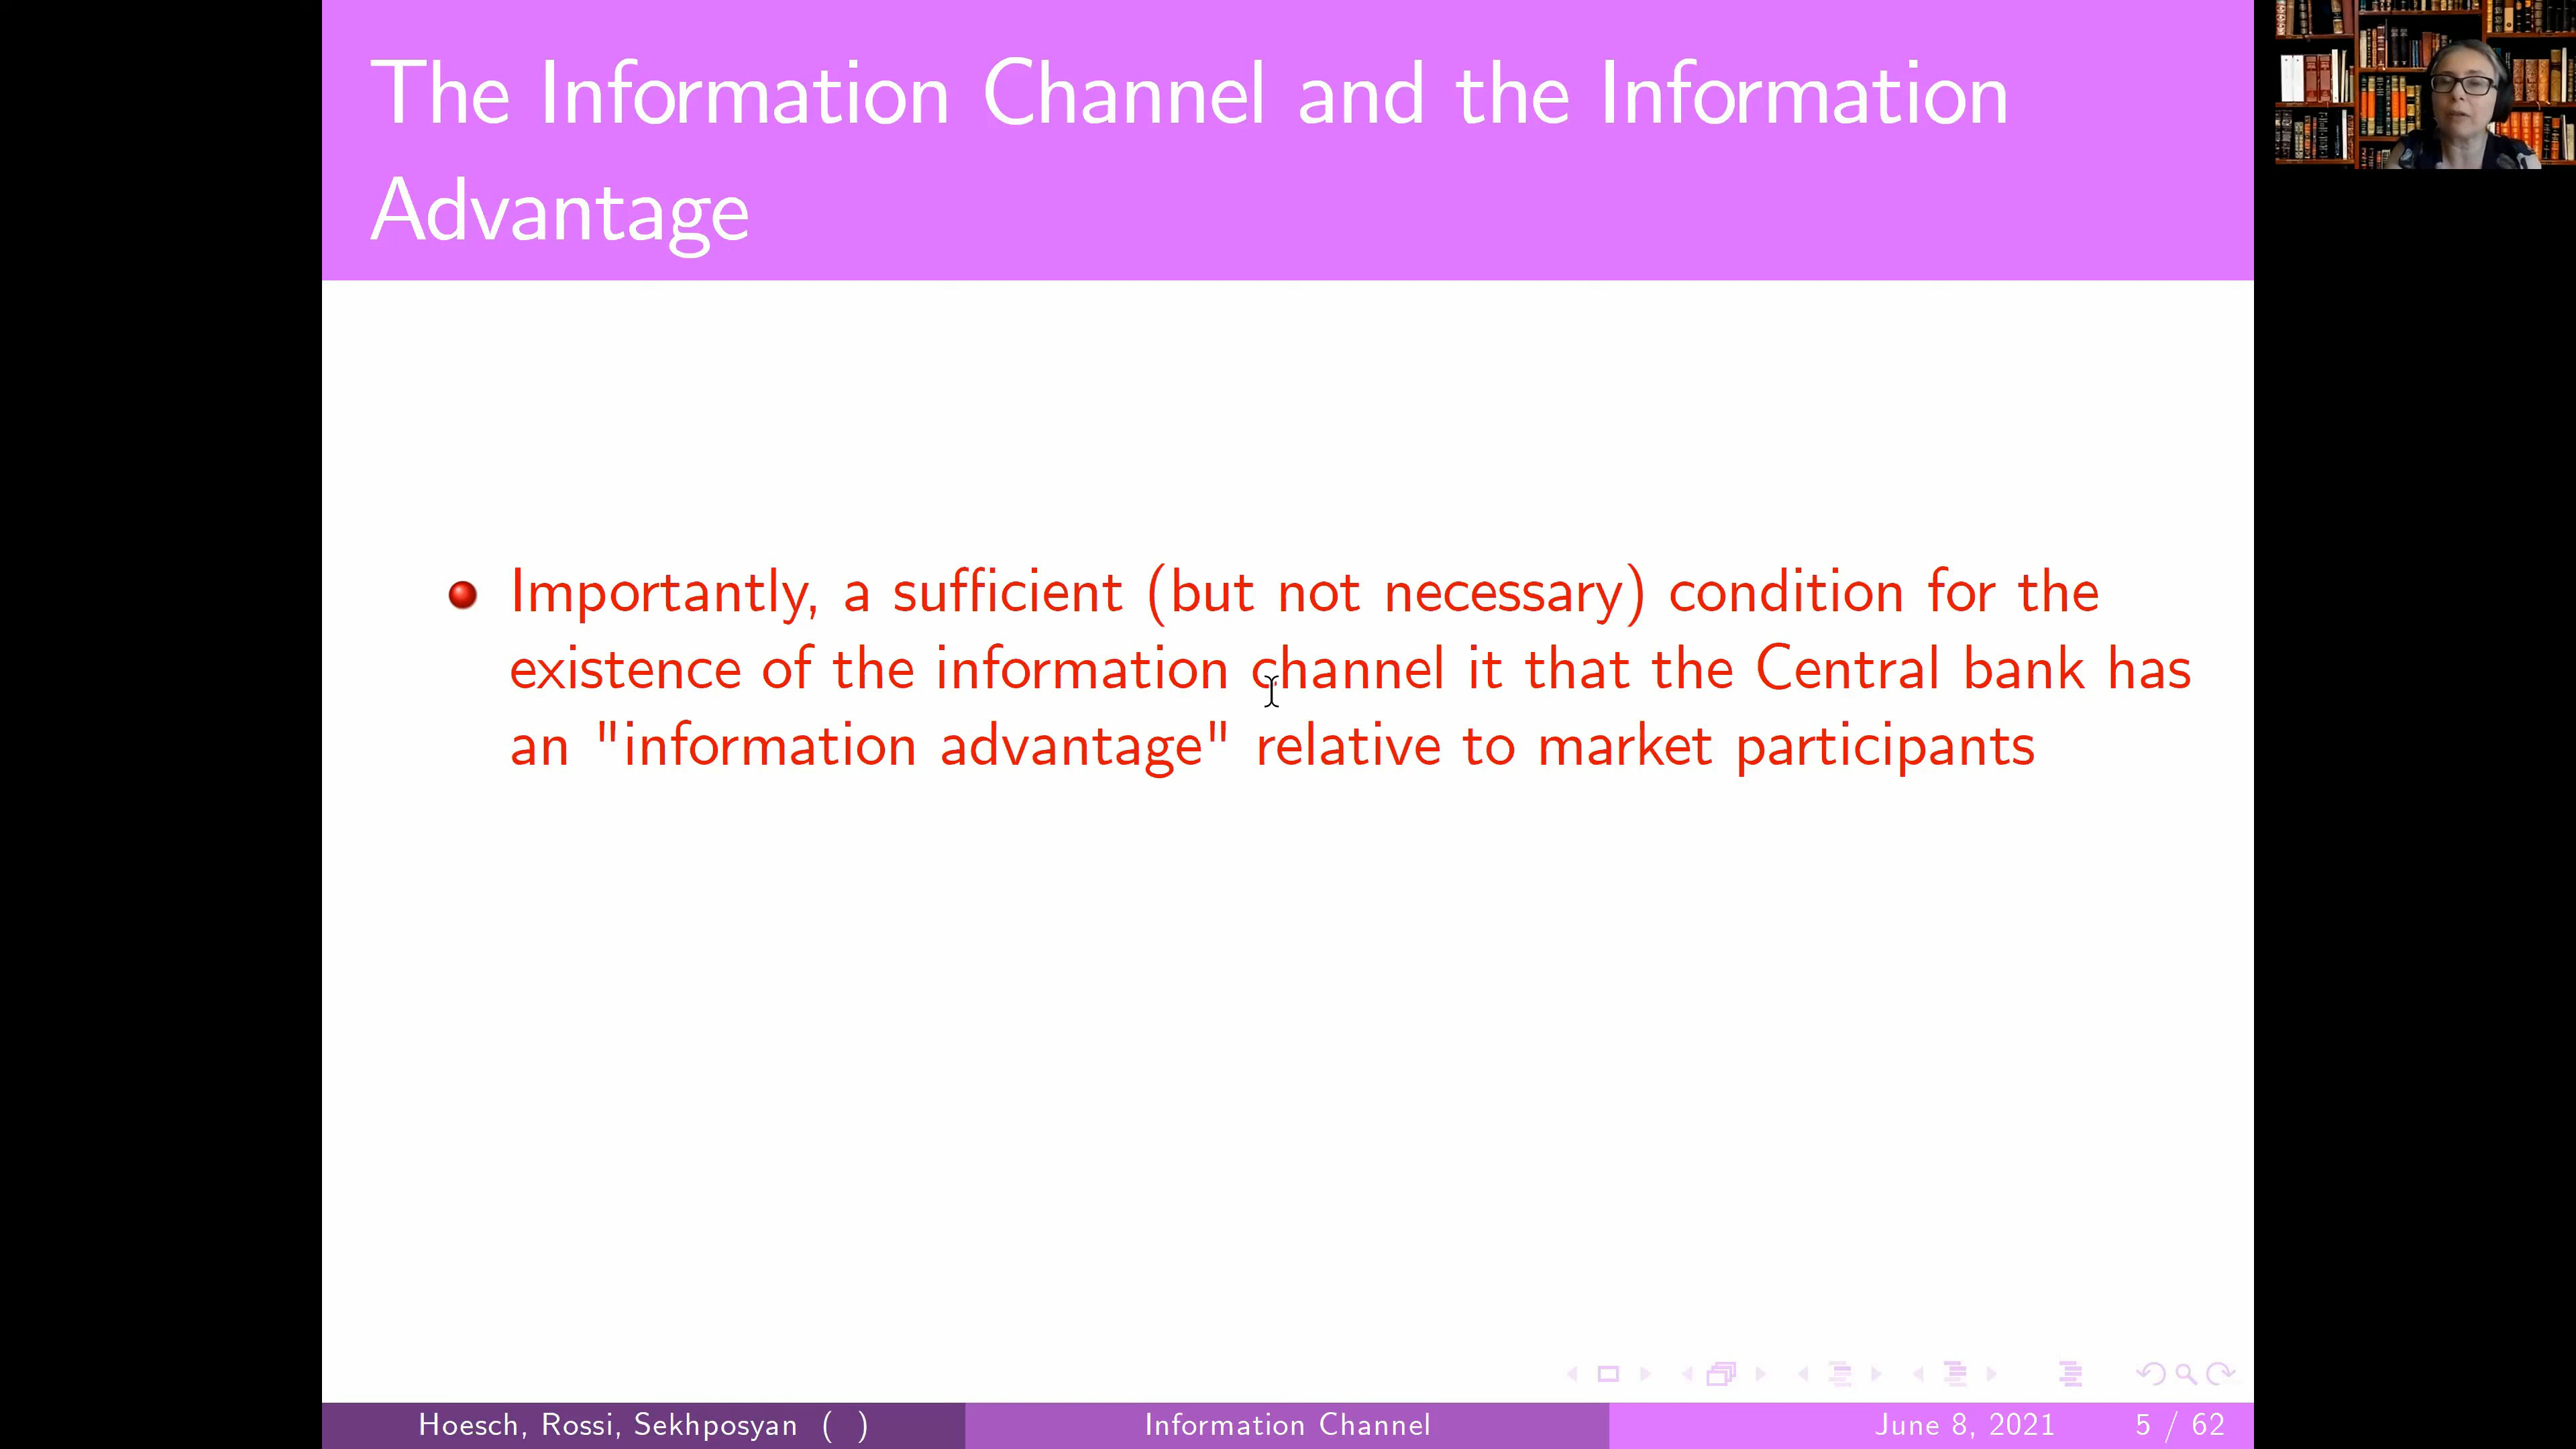 The Information Channel and the Information
Advantage
Importantly, a sufficient (but not necessary) condition for the
existence of the information channel it that the Central bank has
an "information advantage" relative to market participants
Hoesch, Rossi, Sekhposyan ( )
Information Channel
June 8, 2021
5 / 62